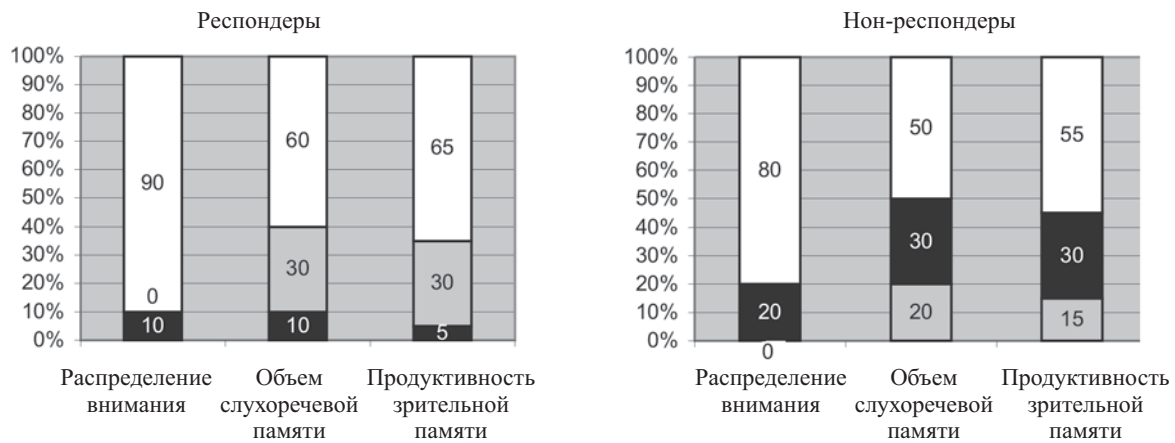 Респондеры
100%
90%
80%
70%
60%
50%
40%
30%
20%
10%
0%
90
0
10
60
30
10
65
30
5
Распределение
внимания
Объем
слухоречевой
памяти
Продуктивность
зрительной
памяти
Нон-респондеры
100%
90%
80%
70%
60%
50%
40%
30%
20%
10%
0%
80
20
0
50
30
20
55
30
15
Распределение
внимания
Объем
слухоречевой
памяти
Продуктивность
зрительной
памяти